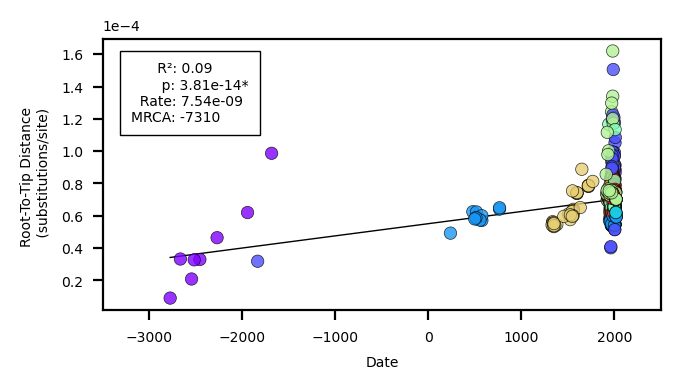 1e−4
R²: 0.09
p: 3.81e-14*
Rate: 7.54e-09
MRCA: -7310
1.6
1.4
1.2
1.0
0.8
0.6
0.4
0.2
Root-To-Tip Distance
(substitutions/site)
−3000 −2000 −1000 0 1000 2000
Date